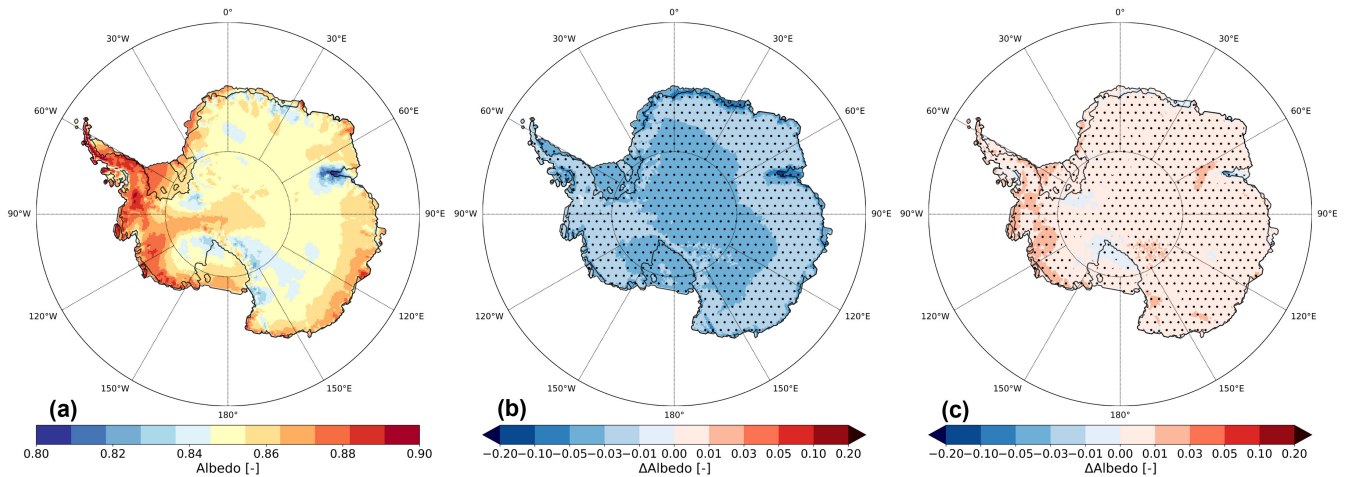 0° 0° 0°
30°W 30°E 30°W 30°E 30°W 30°E
60°W 60°E 60°W 60°E 60°W 60°E
90°W 90°E 90°W 90°E 90°W 90°E
120°W 120°E 120°W 120°E 120°W 120°E
150°W 150°E 150°W 150°E 150°W 150°E
180° 180° 180°
(a) (b) (c)
0.80 0.82 0.84 0.86 0.88 0.90
Albedo [-]
−0.20 −0.10 −0.05 −0.03 −0.01 0.00 0.01 0.03 0.05 0.10 0.20
ΔAlbedo [-]
−0.20 −0.10 −0.05 −0.03 −0.01 0.00 0.01 0.03 0.05 0.10 0.20
ΔAlbedo [-]